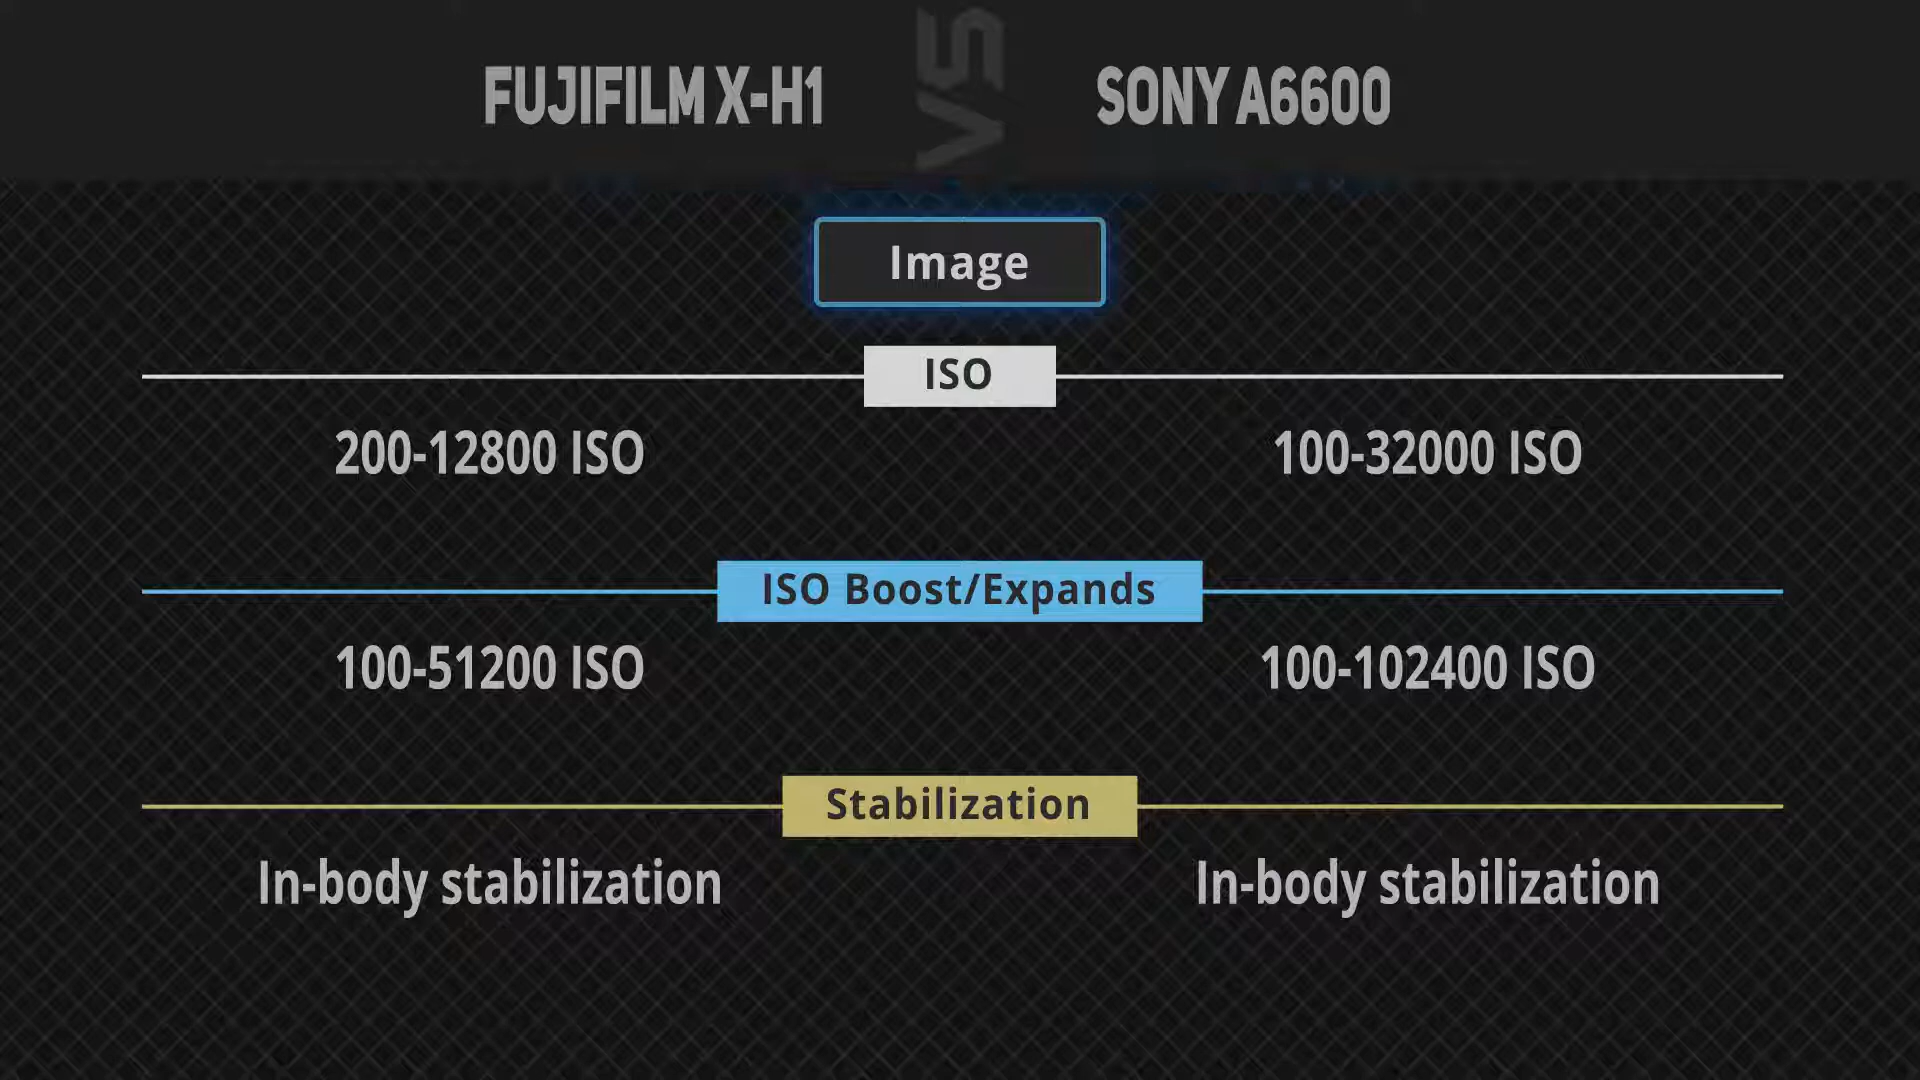 FUJIFILM X-H1
VS
SONY A6600
Image
ISO
200-12800 ISO
100-32000 ISO
ISO Boost/Expands
100-51200 ISO
100-102400 ISO
Stabilization
In-body stabilization
In-body stabilization